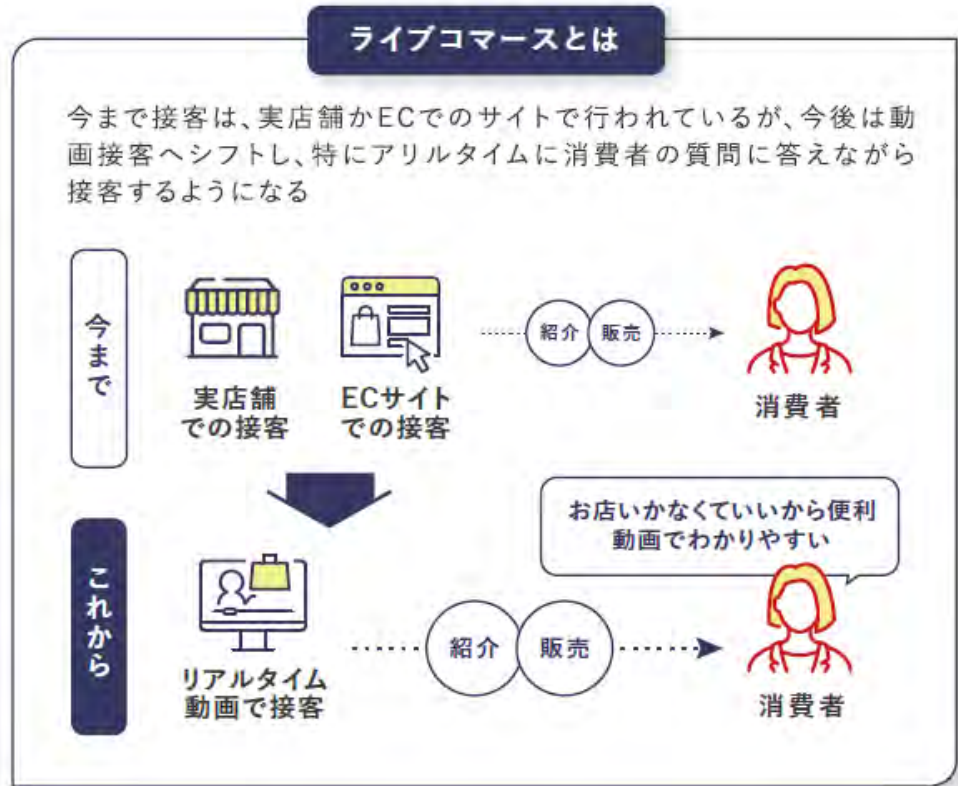 ライブコマースとは
今まで接客は、実店舗かECでのサイトで行われているが、今後は動
画接客へシフトし、特にアリルタイムに消費者の質問に答えながら
接客するようになる
今まで
実店舗
での接客
ECサイト
での接客
紹介
販売
消費者
これから
リアルタイム
動画で接客
紹介
販売
お店いかなくていいから便利
動画でわかりやすい
消費者